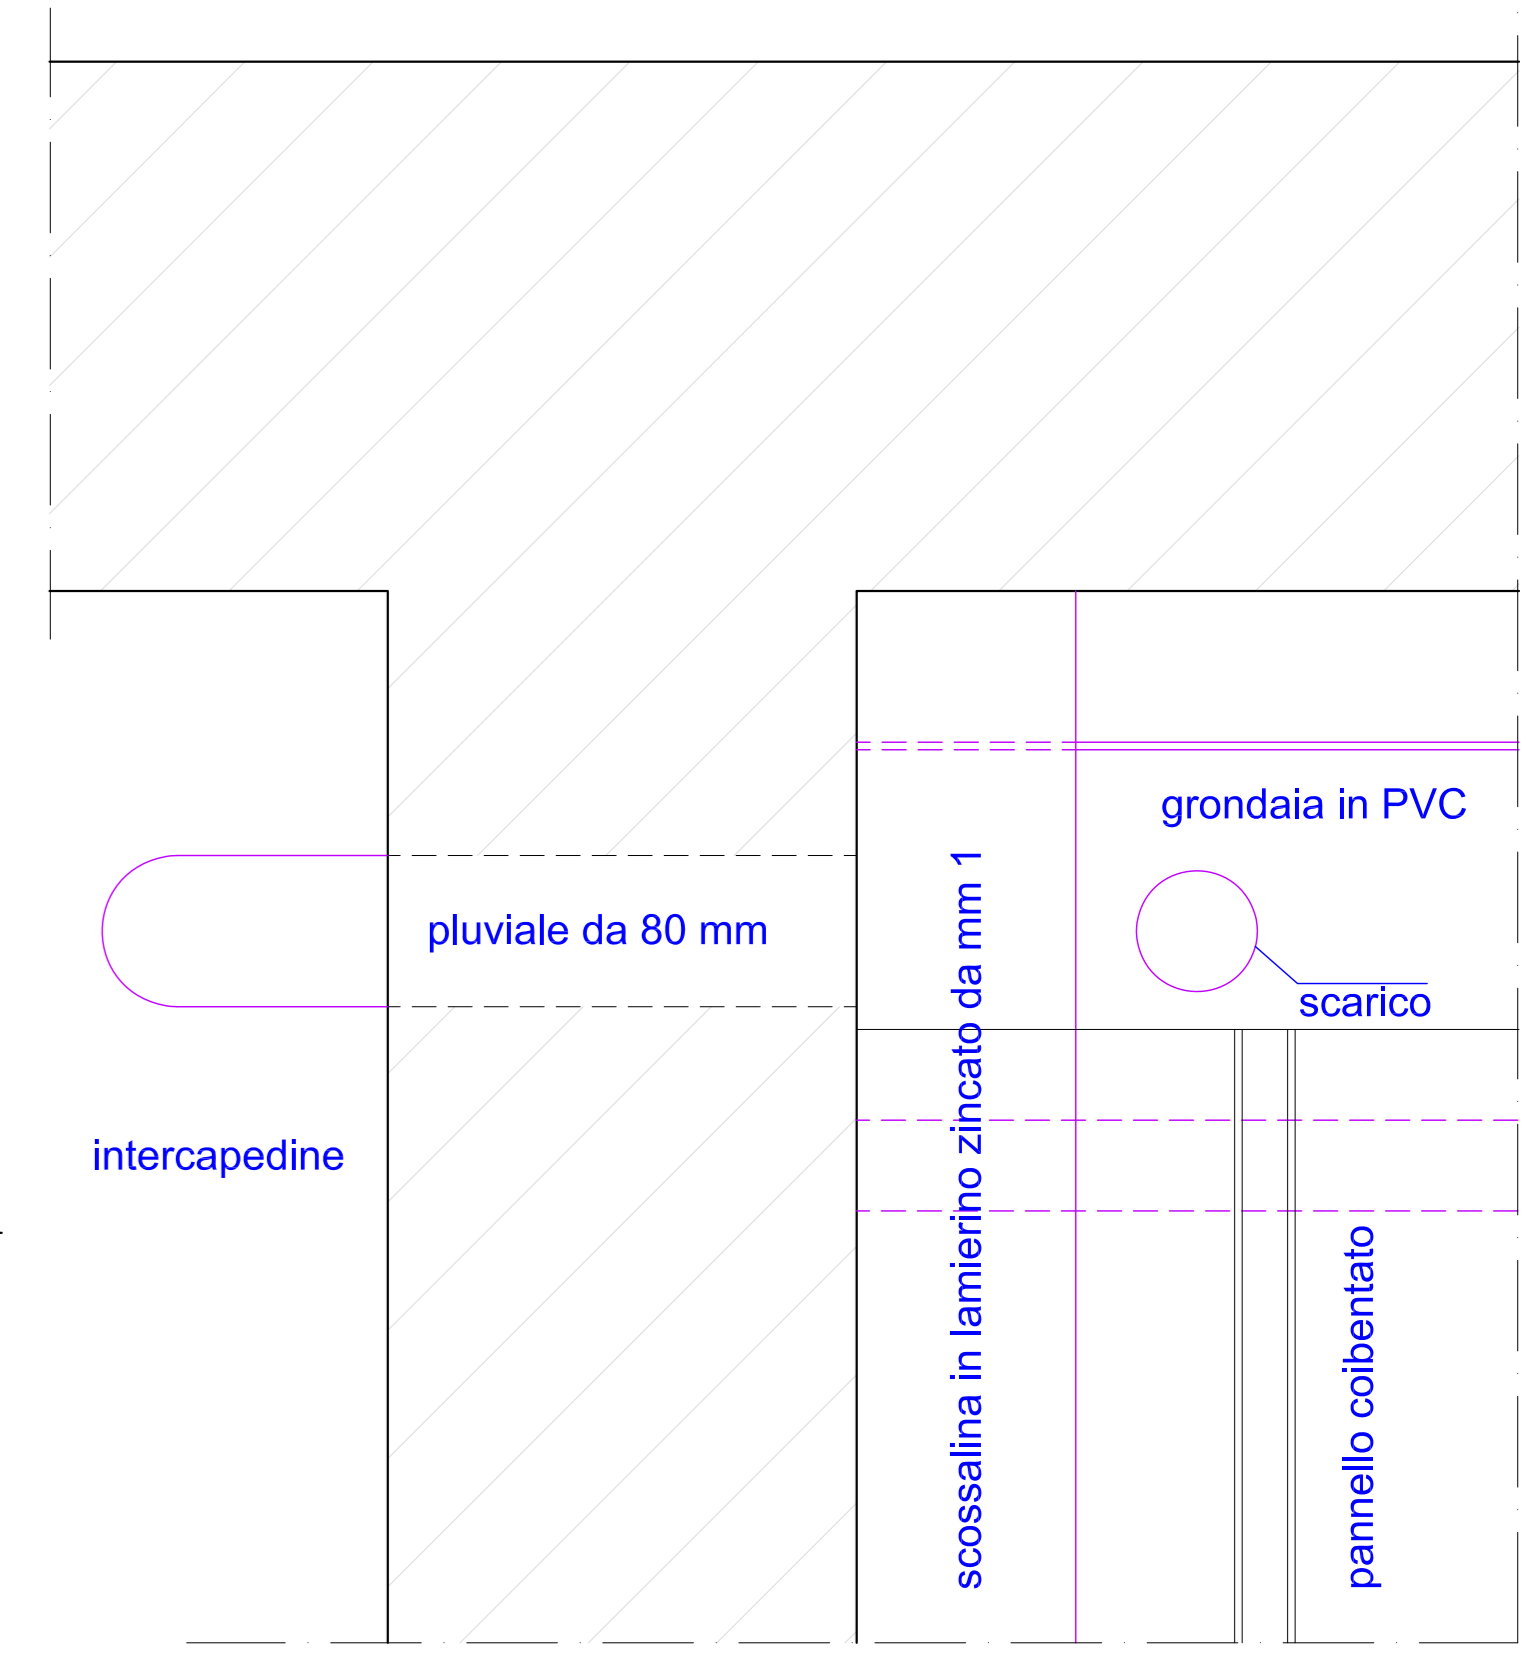 grondaia in PVC
pluviale da 80 mm
scarico
scossalina in lamierino zincato da mm 1
intercapedine
pannello coibentato